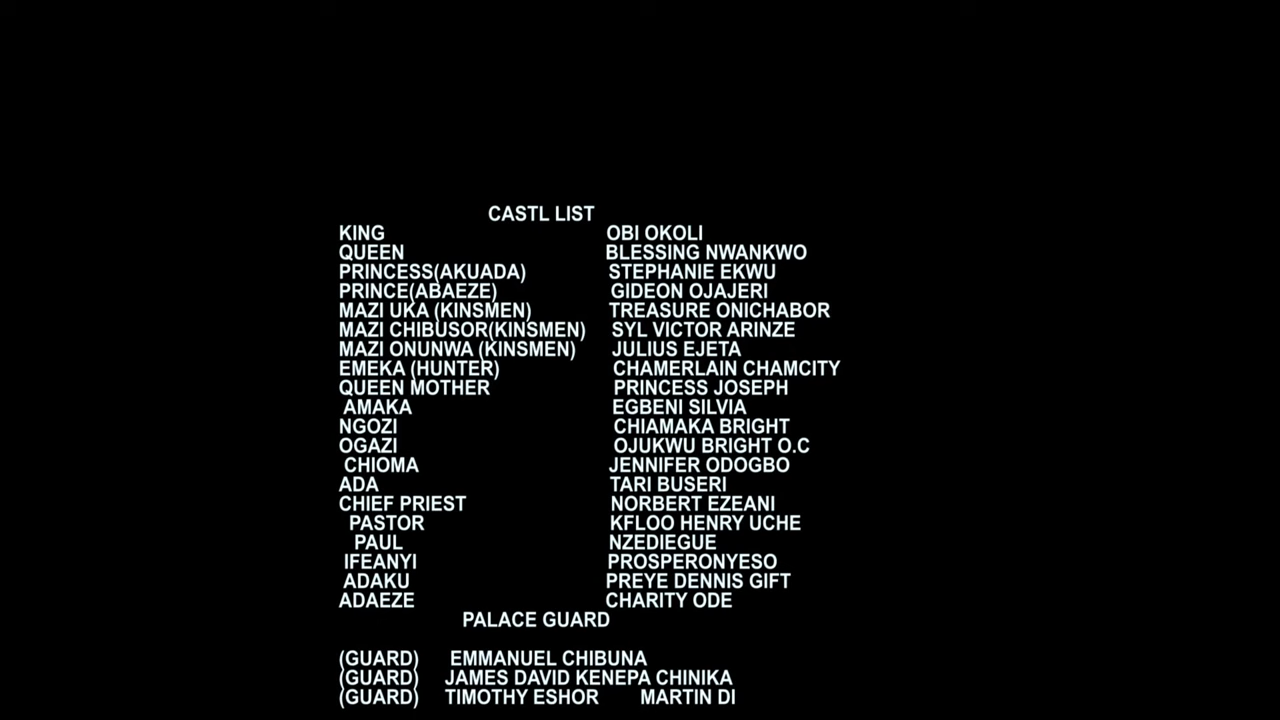 CASTL LIST
KING OBI OKOLI
QUEEN BLESSING NWANKWO
PRINCESS(AKUADA) STEPHANIE EKWU
PRINCE(ABAEZE) GIDEON OJAJERI
MAZI UKA (KINSMEN) TREASURE ONICHABOR
MAZI CHIBUSOR(KINSMEN) SYL VICTOR ARINZE
MAZI ONUNWA (KINSMEN) JULIUS EJETA
EMEKA (HUNTER) CHAMERLAIN CHAMCITY
QUEEN MOTHER PRINCESS JOSEPH
AMAKA EGBENI SILVIA
NGOZI CHIAMAKA BRIGHT
OGAZI OJUKWU BRIGHT O.C
CHIOMA JENNIFER ODOGBO
ADA TARI BUSERI
CHIEF PRIEST NORBERT EZEANI
PASTOR KFLOO HENRY UCHE
PAUL NZEDIEGUE
IFEANYI PROSPERONYESO
ADAKU PREYE DENNIS GIFT
ADAEZE CHARITY ODE
PALACE GUARD
(GUARD) EMMANUEL CHIBUNA
(GUARD) JAMES DAVID KENEPA CHINIKA
(GUARD) TIMOTHY ESHOR MARTIN DI